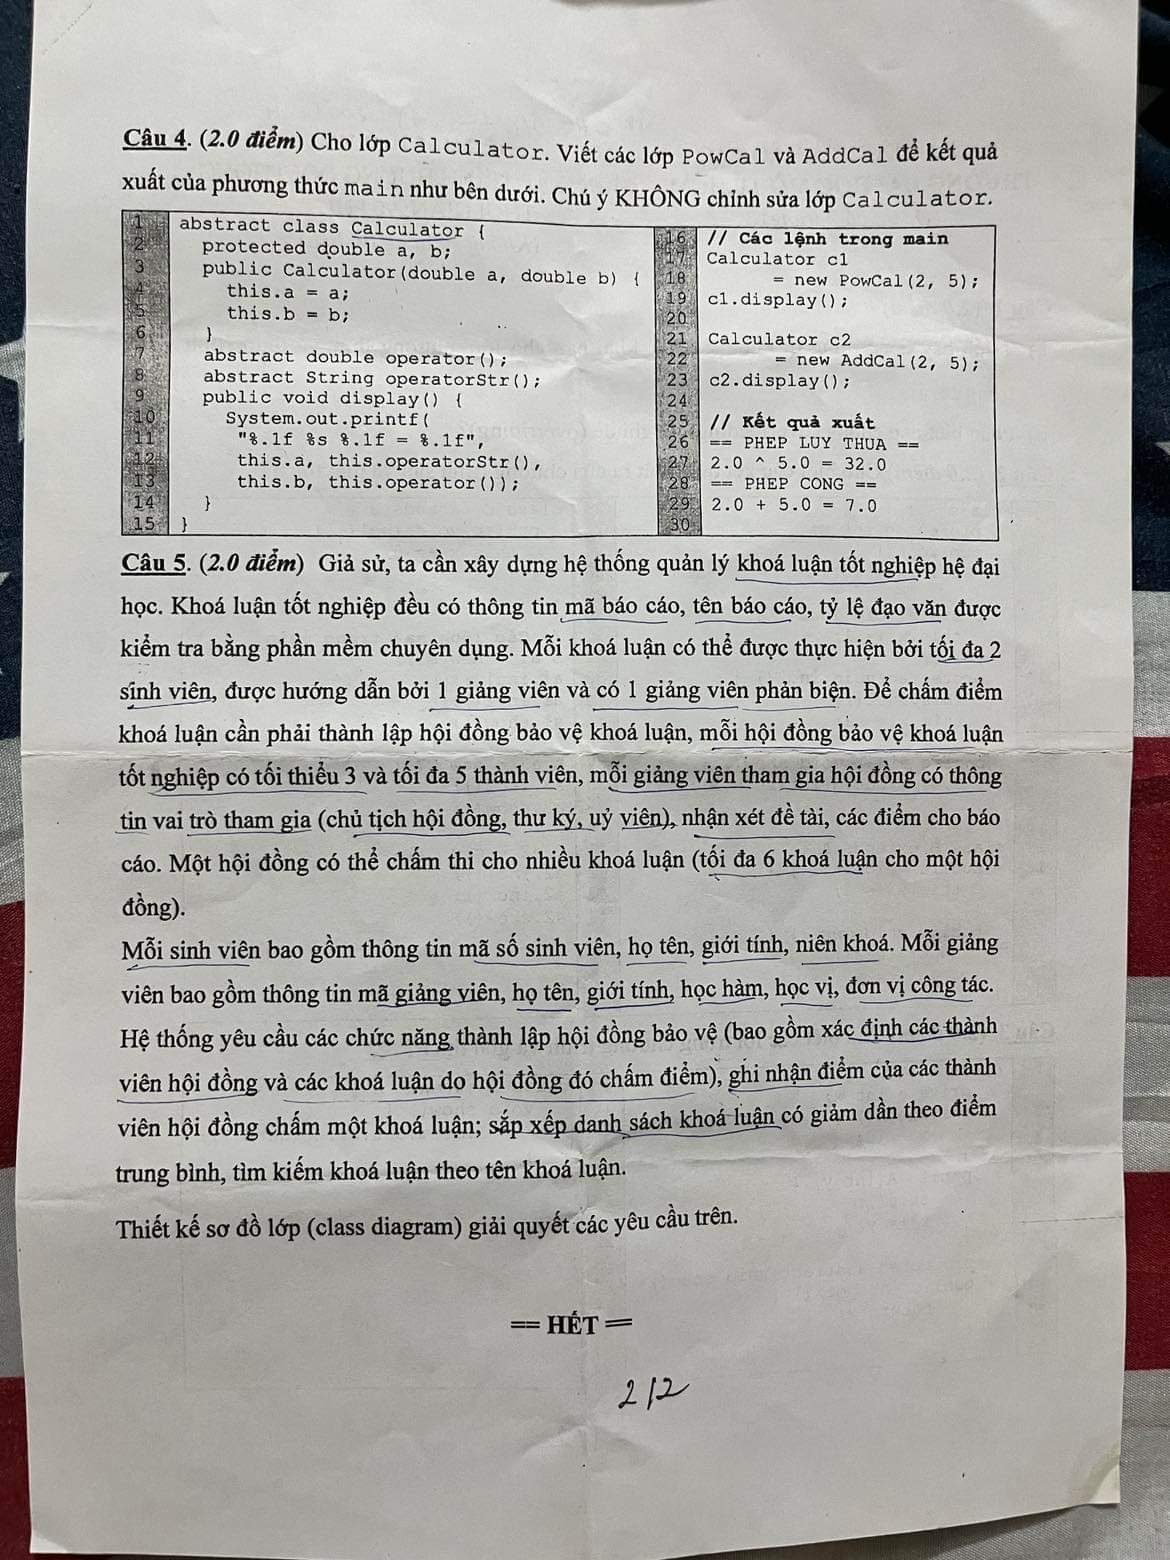 Câu 4. (2.0 điểm) Cho lớp Calculator. Viết các lớp PowCal và AddCal để kết quả
xuất của phương thức main như bên dưới. Chú ý KHÔNG chỉnh sửa lớp Calculator.
1 abstract class Calculator {
2 protected double a, b;
3 public Calculator(double a, double b) {
4 this.a = a;
5 this.b = b;
6 }
7 abstract double operator();
8 abstract String operatorStr();
9 public void display() {
10 System.out.printf(
11 "%.1f %s %.1f = %.1f",
12 this.a, this.operatorStr(),
13 this.b, this.operator());
14 }
15 }
16 // Các lệnh trong main
17 Calculator c1
18 = new PowCal(2, 5);
19 c1.display();
20
21 Calculator c2
22 = new AddCal(2, 5);
23 c2.display();
24
25 // Kết quả xuất
26 == PHEP LUY THUA ==
27 2.0 ^ 5.0 = 32.0
28 == PHEP CONG ==
29 2.0 + 5.0 = 7.0
30
Câu 5. (2.0 điểm) Giả sử, ta cần xây dựng hệ thống quản lý khoá luận tốt nghiệp hệ đại
học. Khoá luận tốt nghiệp đều có thông tin mã báo cáo, tên báo cáo, tỷ lệ đạo văn được
kiểm tra bằng phần mềm chuyên dụng. Mỗi khoá luận có thể được thực hiện bởi tối đa 2
sinh viên, được hướng dẫn bởi 1 giảng viên và có 1 giảng viên phản biện. Để chấm điểm
khoá luận cần phải thành lập hội đồng bảo vệ khoá luận, mỗi hội đồng bảo vệ khoá luận
tốt nghiệp có tối thiểu 3 và tối đa 5 thành viên, mỗi giảng viên tham gia hội đồng có thông
tin vai trò tham gia (chủ tịch hội đồng, thư ký, uỷ viên), nhận xét đề tài, các điểm cho báo
cáo. Một hội đồng có thể chấm thi cho nhiều khoá luận (tối đa 6 khoá luận cho một hội
đồng).
Mỗi sinh viên bao gồm thông tin mã số sinh viên, họ tên, giới tính, niên khoá. Mỗi giảng
viên bao gồm thông tin mã giảng viên, họ tên, giới tính, học hàm, học vị, đơn vị công tác.
Hệ thống yêu cầu các chức năng thành lập hội đồng bảo vệ (bao gồm xác định các thành
viên hội đồng và các khoá luận do hội đồng đó chấm điểm), ghi nhận điểm của các thành
viên hội đồng chấm một khoá luận; sắp xếp danh sách khoá luận có giảm dần theo điểm
trung bình, tìm kiếm khoá luận theo tên khoá luận.
Thiết kế sơ đồ lớp (class diagram) giải quyết các yêu cầu trên.
== HẾT ==
2/2